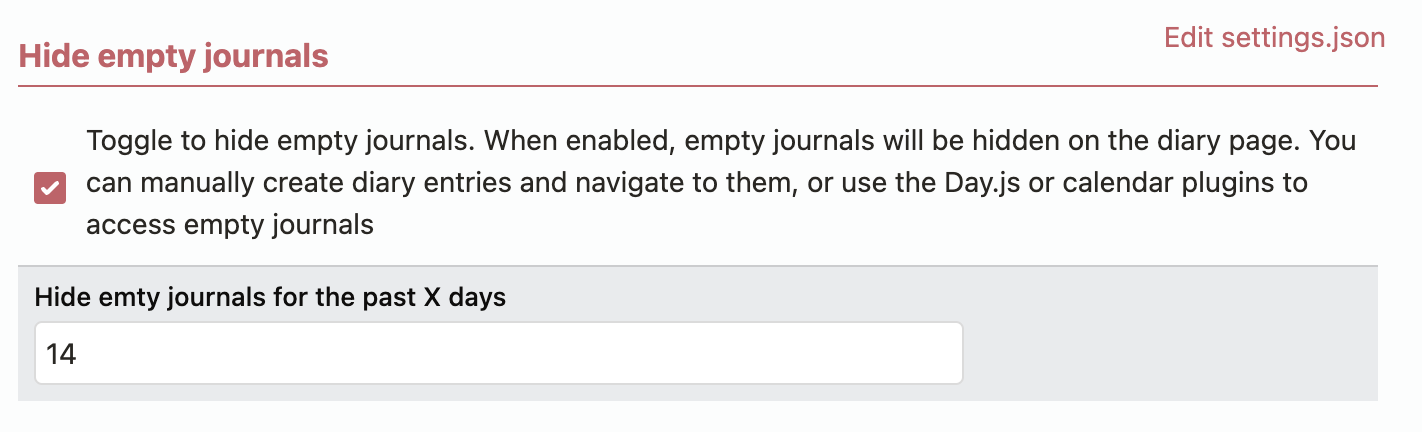 Edit settings.json
Hide empty journals
Toggle to hide empty journals. When enabled, empty journals will be hidden on the diary page. You
can manually create diary entries and navigate to them, or use the Day.js or calendar plugins to
access empty journals
Hide emty journals for the past X days
14